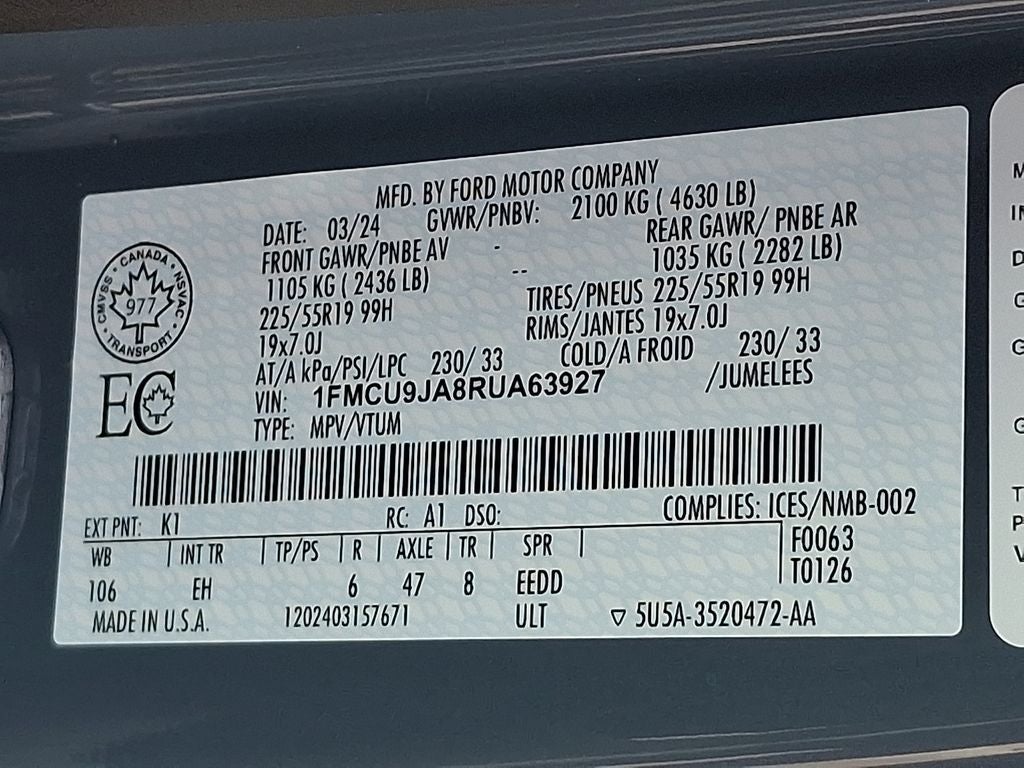 MFD. BY FORD MOTOR COMPANY
DATE: 03/24 GVWR/PNBV: 2100 KG ( 4630 LB)
FRONT GAWR/PNBE AV - REAR GAWR/ PNBE AR
1105 KG ( 2436 LB) -- 1035 KG ( 2282 LB)
225/55R19 99H TIRES/PNEUS 225/55R19 99H
19x7.0J RIMS/JANTES 19x7.0J
AT/A kPa/PSI/LPC 230/ 33 COLD/A FROID 230/ 33
VIN: 1FMCU9JA8RUA63927 /JUMELEES
TYPE: MPV/VTUM
CANADA
CMVSS NSVAC
977
TRANSPORT
EC
EXT PNT: K1 RC: A1 DSO: COMPLIES: ICES/NMB-002
WB INT TR TP/PS R AXLE TR SPR F0063
106 EH 6 47 8 EEDD T0126
MADE IN U.S.A. 1202403157671 ULT ▽ 5U5A-3520472-AA
M
IN
D
G
G
G
T
P
V